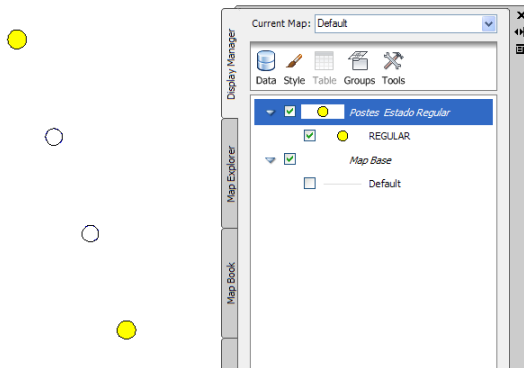 Current Map: Default
Display Manager
Data Style Table Groups Tools
Postes Estado Regular
REGULAR
Map Explorer
Map Base
Default
Map Book